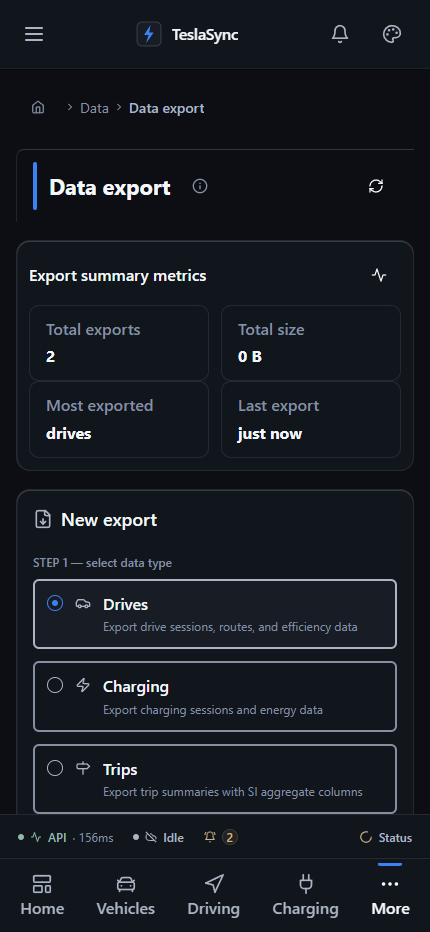 TeslaSync
Data
Data export
Data export
Export summary metrics
Total exports
2
Total size
0 B
Most exported
drives
Last export
just now
New export
STEP 1 — select data type
Drives
Export drive sessions, routes, and efficiency data
Charging
Export charging sessions and energy data
Trips
Export trip summaries with SI aggregate columns
API · 156ms
Idle
2
Status
Home
Vehicles
Driving
Charging
More